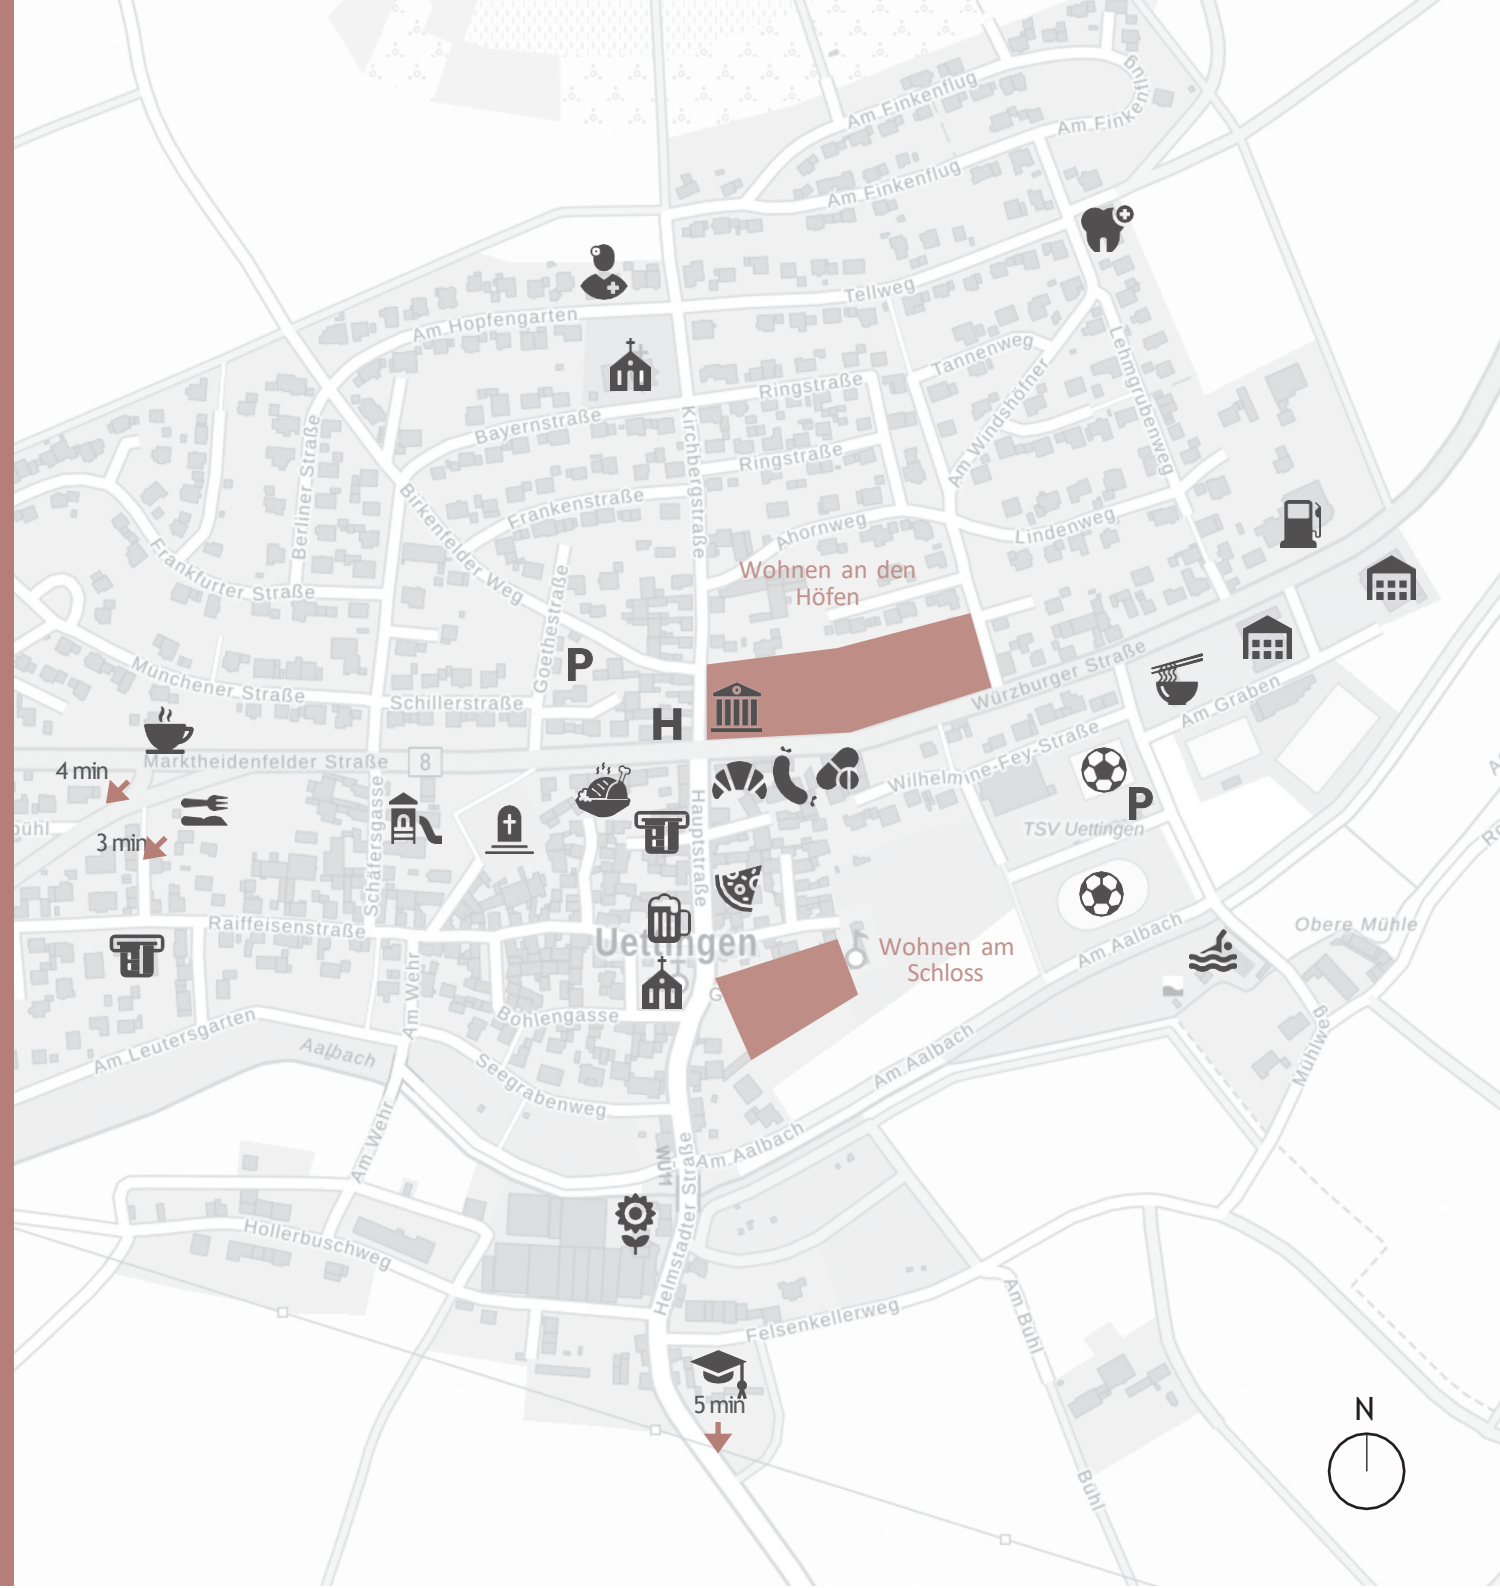 Am Finkenflug
Am Finkenflug
Am Finkenflug
Tellweg
Am Hopfengarten
Tannenweg
Lehmgrubenweg
Am Windshöfner
Ringstraße
Bayernstraße
Kirchbergstraße
Ringstraße
Berliner Straße
Birkenfelder Weg
Frankenstraße
Ahornweg
Lindenweg
Frankfurter Straße
Wohnen an den
Höfen
Goethestraße
P
Münchener Straße
Schillerstraße
H
Würzburger Straße
Am Graben
Marktheidenfelder Straße
8
Wilhelmine-Fey-Straße
4 min
P
bühl
3 min
Schäfersgasse
Hauptstraße
TSV Uettingen
Raiffeisenstraße
Uettingen
Wohnen am
Schloss
Am Aalbach
Obere Mühle
Am Wehr
G
Bohlengasse
Am Leutersgarten
Aalbach
Seegrabenweg
Am Aalbach
Mühlweg
Am Wehr
WÜ11
Am Aalbach
Hollerbuschweg
Helmstadter Straße
Felsenkellerweg
Am Bühl
5 min
N
Bühl